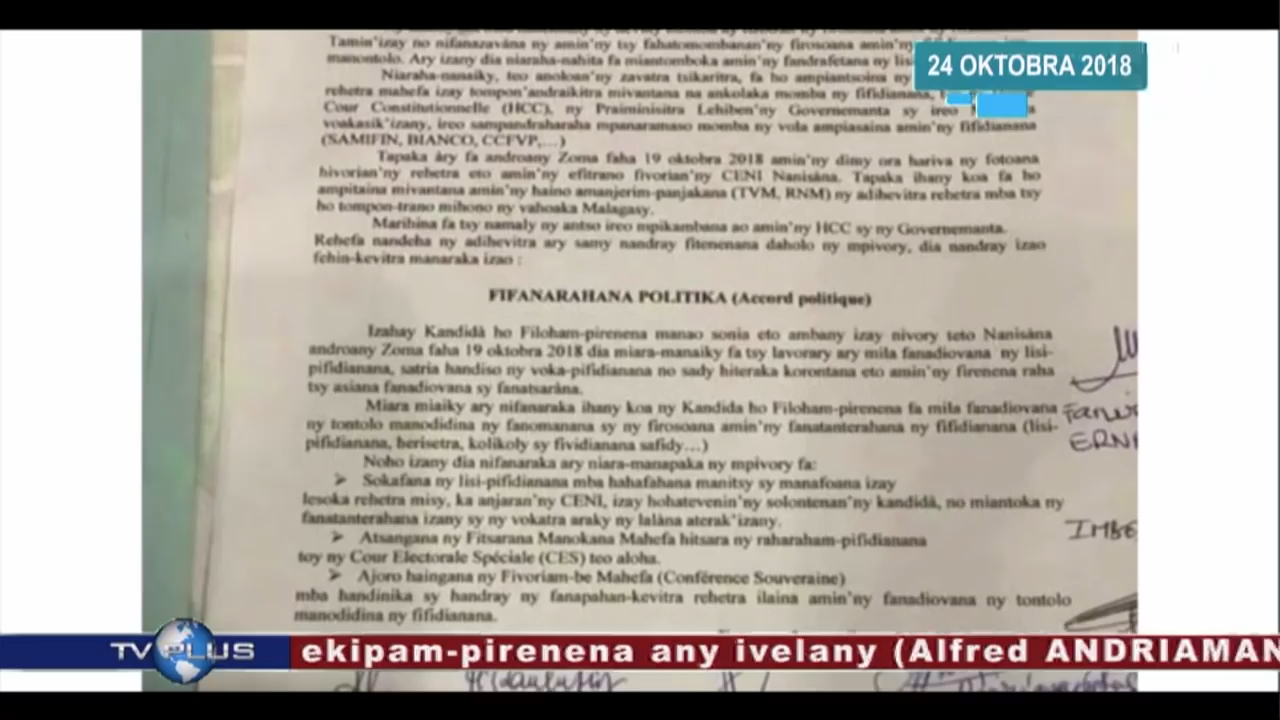 Tamin'izay no nifanazavàna ny amin'ny tsy fahatomombanan'ny firosoana amin'ny
manontolo. Ary izany dia niaraha-nahita fa miantomboka amin'ny fandrafetana ny lisi
24 OKTOBRA 2018
Niaraha-nanaiky, teo anoloan'ny zavatra tsikaritra, fa ho ampiantsoina ny
rehetra mahefa izay tompon'andraikitra mivantana na ankolaka momba ny fifidianana,
Cour Constitutionnelle (HCC), ny Praiminisitra Lehiben'ny Governemanta sy ireo
voakasik'izany, ireo sampandraharaha mpanaramaso momba ny vola ampiasaina amin'ny fifidianana
(SAMIFIN, BIANCO, CCFVP,…)
Tapaka àry fa androany Zoma faha 19 oktobra 2018 amin'ny dimy ora hariva ny fotoana
hivorian'ny rehetra eto amin'ny efitrano fivorian'ny CENI Nanisàna. Tapaka ihany koa fa ho
ampitaina mivantana amin'ny haino amanjerim-panjakana (TVM, RNM) ny adihevitra rehetra mba tsy
ho tompon-trano mihono ny vahoaka Malagasy.
Marihina fa tsy namaly ny antso ireo mpikambana ao amin'ny HCC sy ny Governemanta.
Rehefa nandeha ny adihevitra ary samy nandray fitenenana daholo ny mpivory, dia nandray izao
fehin-kevitra manaraka izao :
FIFANARAHANA POLITIKA (Accord politique)
Izahay Kandidà ho Filoham-pirenena manao sonia eto ambany izay nivory teto Nanisàna
androany Zoma faha 19 oktobra 2018 dia miara-manaiky fa tsy lavorary ary mila fanadiovana ny lisi-
pifidianana, satria handiso ny voka-pifidianana no sady hiteraka korontana eto amin'ny firenena raha
tsy asiana fanadiovana sy fanatsaràna.
Miara miaiky ary nifanaraka ihany koa ny Kandida ho Filoham-pirenena fa mila fanadiovana
ny tontolo manodidina ny fanomanana sy ny firosoana amin'ny fanatanterahana ny fifidianana (lisi-
pifidianana, herisetra, kolikoly sy fividianana safidy…)
Noho izany dia nifanaraka ary niara-manapaka ny mpivory fa:
➢ Sokafana ny lisi-pifidianana mba hahafahana manitsy sy manafoana izay
lesoka rehetra misy, ka anjaran'ny CENI, izay hohatevenin'ny solontenan'ny kandidà, no miantoka ny
fanatanterahana izany sy ny vokatra araky ny lalàna aterak'izany.
➢ Atsangana ny Fitsarana Manokana Mahefa hitsara ny raharaham-pifidianana
toy ny Cour Electorale Spéciale (CES) teo aloha.
➢ Ajoro haingana ny Fivoriam-be Mahefa (Conférence Souveraine)
mba handinika sy handray ny fanapahan-kevitra rehetra ilaina amin'ny fanadiovana ny tontolo
manodidina ny fifidianana.
ERNA
IMBE
TV PLUS
ekipam-pirenena any ivelany (Alfred ANDRIAMAN